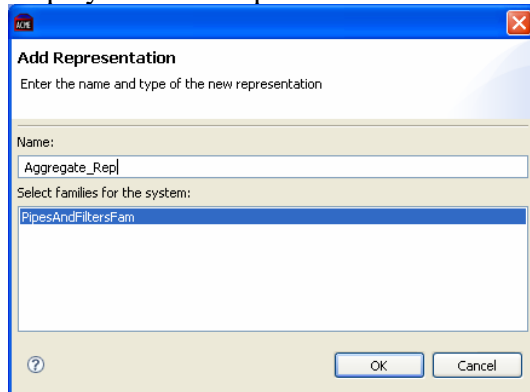 ACME
Add Representation
Enter the name and type of the new representation
Name:
Aggregate_Rep
Select families for the system:
PipesAndFiltersFam
?
OK Cancel